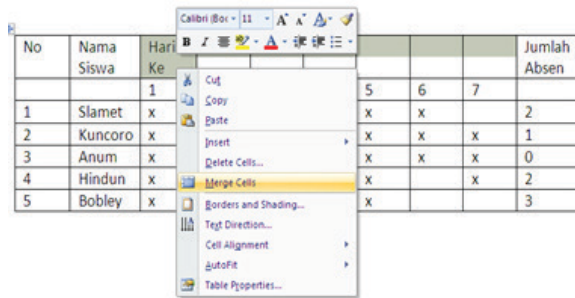 Calibri (Boc 11 A A A
No Nama Siswa Hari Ke B I A Jumlah Absen
1 5 6 7
1 Slamet x x x 2
2 Kuncoro x x x x 1
3 Anum x x x x 0
4 Hindun x x x 2
5 Bobley x x 3
Cut
Copy
Paste
Insert
Delete Cells...
Merge Cells
Borders and Shading...
Text Direction...
Cell Alignment
AutoFit
Table Properties...